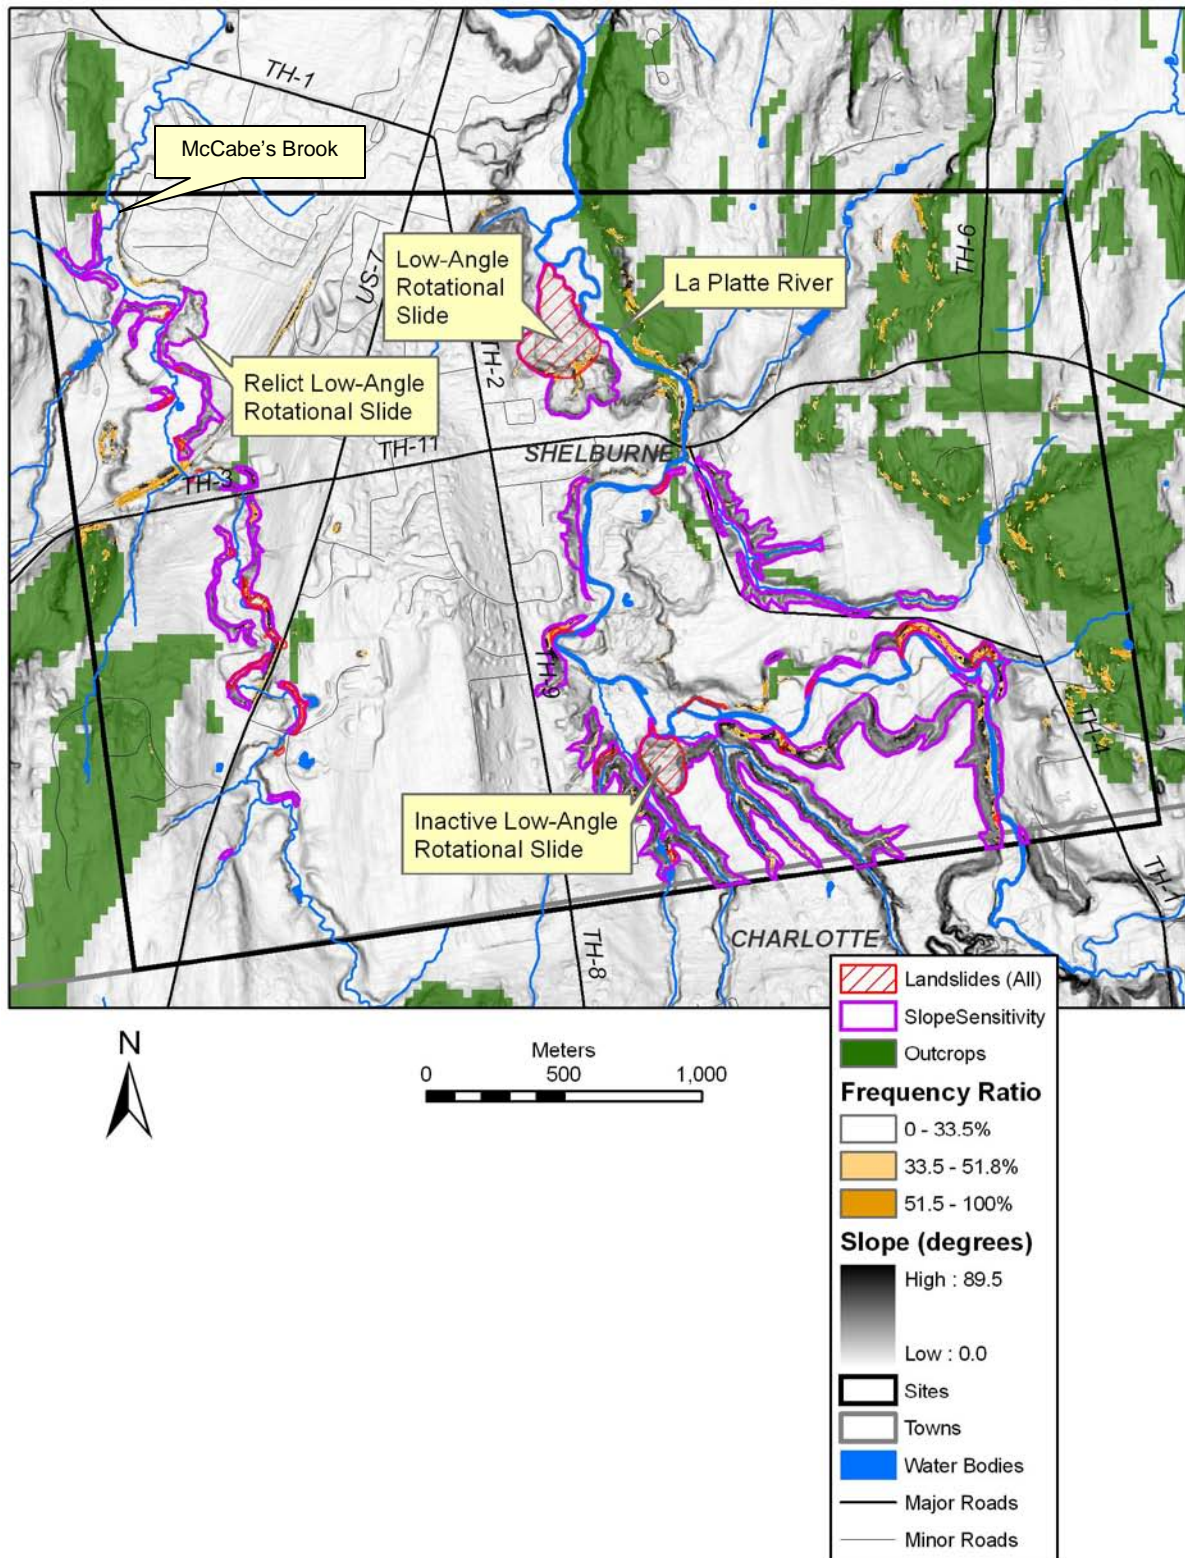 TH-1
McCabe's Brook
US-7
TH-2
TH-6
Low-Angle
Rotational
Slide
La Platte River
Relict Low-Angle
Rotational Slide
TH-11
SHELBURNE
TH-3
TH-9
TH-1
Inactive Low-Angle
Rotational Slide
TH-8
CHARLOTTE
TH-1
N
Meters
0 500 1,000
Landslides (All)
SlopeSensitivity
Outcrops
Frequency Ratio
0 - 33.5%
33.5 - 51.8%
51.5 - 100%
Slope (degrees)
High : 89.5
Low : 0.0
Sites
Towns
Water Bodies
Major Roads
Minor Roads